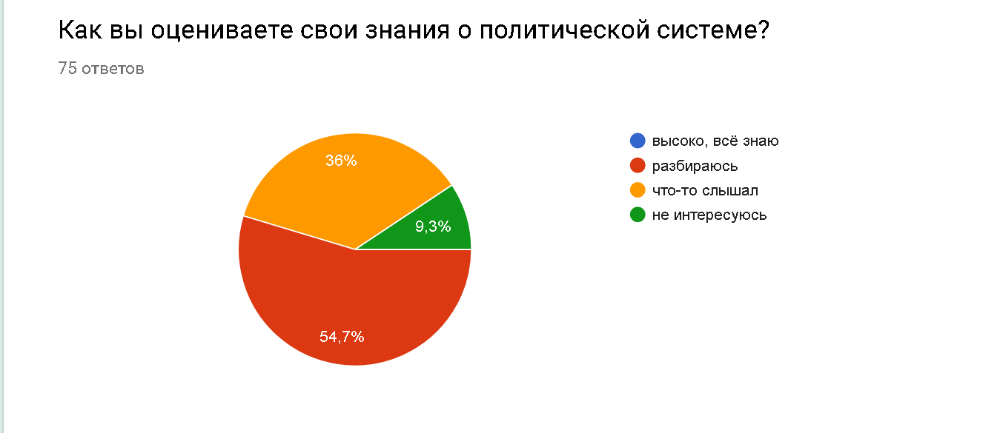 Как вы оцениваете свои знания о политической системе?
75 ответов
36%
9,3%
54,7%
высоко, всё знаю
разбираюсь
что-то слышал
не интересуюсь